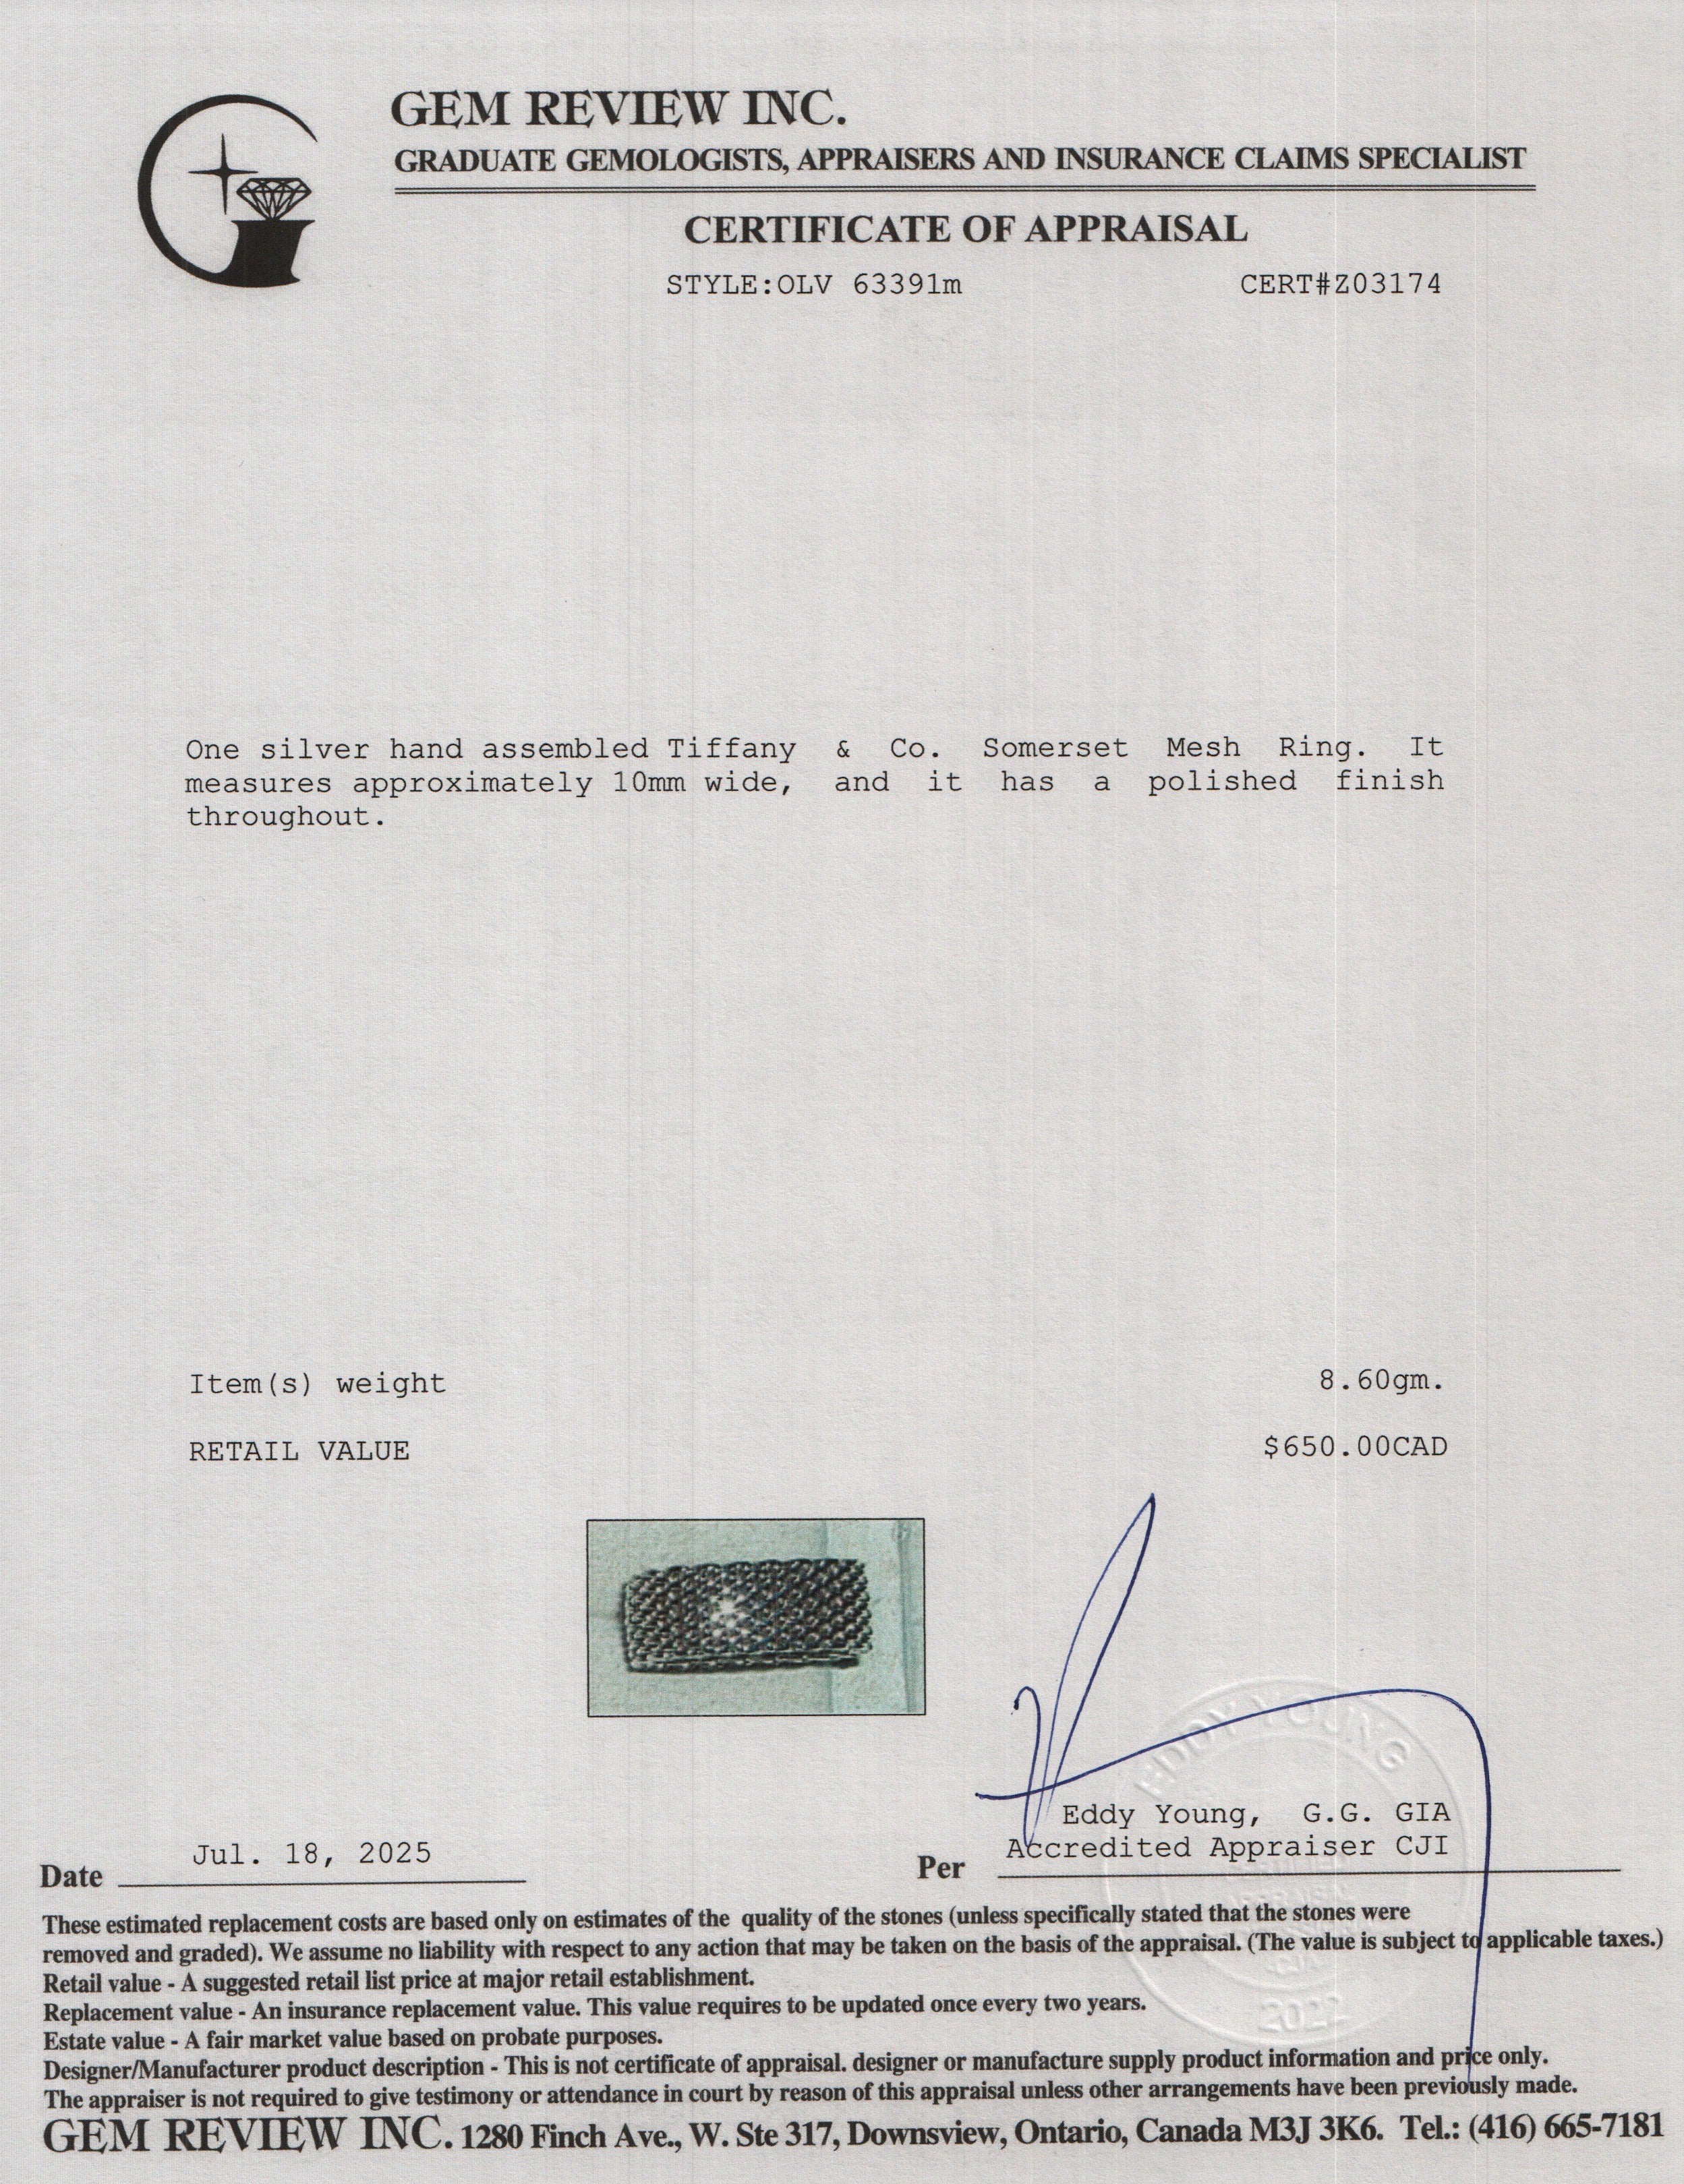 GEM REVIEW INC.
GRADUATE GEMOLOGISTS, APPRAISERS AND INSURANCE CLAIMS SPECIALIST
CERTIFICATE OF APPRAISAL
STYLE:OLV 63391m CERT#Z03174
One silver hand assembled Tiffany & Co. Somerset Mesh Ring. It
measures approximately 10mm wide, and it has a polished finish
throughout.
Item(s) weight 8.60gm.
RETAIL VALUE $650.00CAD
EDDY YOUNG
Eddy Young, G.G. GIA
Accredited Appraiser CJI
Date Jul. 18, 2025 Per
2022
These estimated replacement costs are based only on estimates of the quality of the stones (unless specifically stated that the stones were
removed and graded). We assume no liability with respect to any action that may be taken on the basis of the appraisal. (The value is subject to applicable taxes.)
Retail value - A suggested retail list price at major retail establishment.
Replacement value - An insurance replacement value. This value requires to be updated once every two years.
Estate value - A fair market value based on probate purposes.
Designer/Manufacturer product description - This is not certificate of appraisal. designer or manufacture supply product information and price only.
The appraiser is not required to give testimony or attendance in court by reason of this appraisal unless other arrangements have been previously made.
GEM REVIEW INC. 1280 Finch Ave., W. Ste 317, Downsview, Ontario, Canada M3J 3K6. Tel.: (416) 665-7181